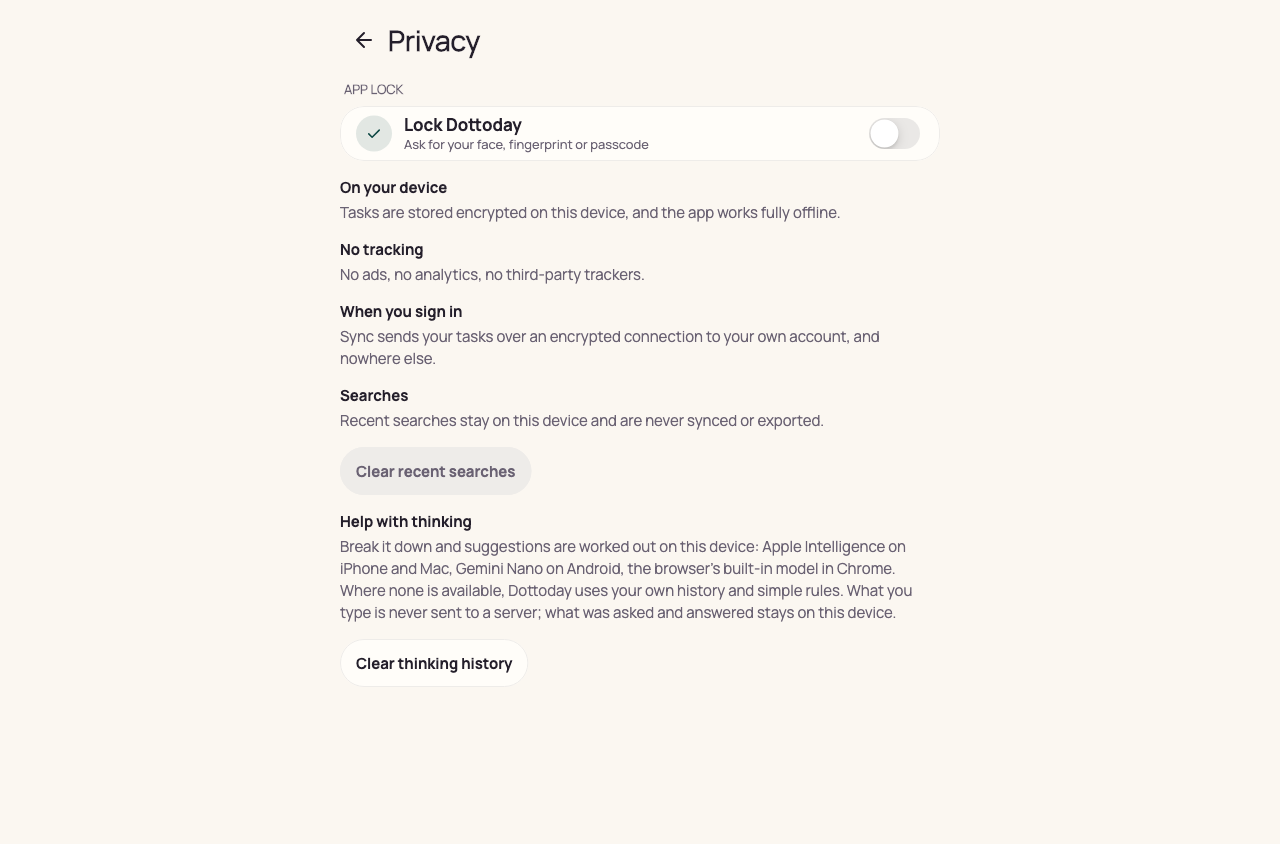 Privacy
APP LOCK
Lock Dottoday
Ask for your face, fingerprint or passcode
On your device
Tasks are stored encrypted on this device, and the app works fully offline.
No tracking
No ads, no analytics, no third-party trackers.
When you sign in
Sync sends your tasks over an encrypted connection to your own account, and
nowhere else.
Searches
Recent searches stay on this device and are never synced or exported.
Clear recent searches
Help with thinking
Break it down and suggestions are worked out on this device: Apple Intelligence on
iPhone and Mac, Gemini Nano on Android, the browser's built-in model in Chrome.
Where none is available, Dottoday uses your own history and simple rules. What you
type is never sent to a server; what was asked and answered stays on this device.
Clear thinking history